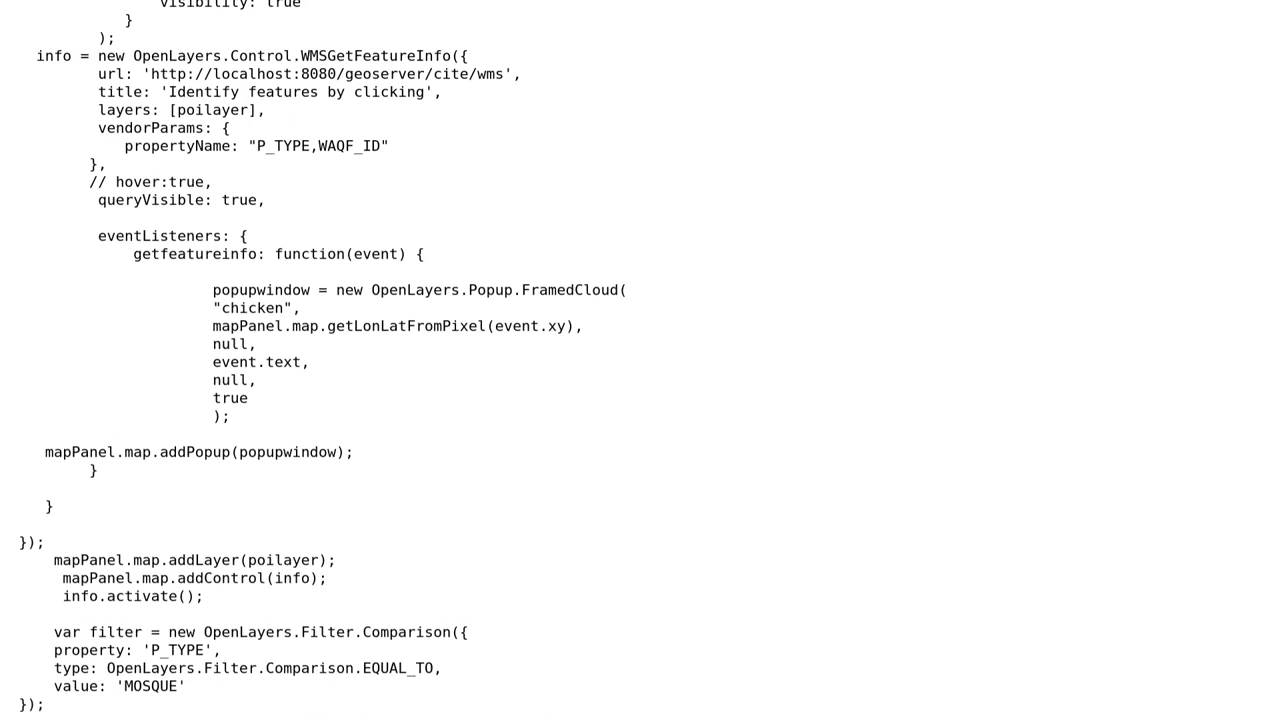 visibility: true
}
);
info = new OpenLayers.Control.WMSGetFeatureInfo({
url: 'http://localhost:8080/geoserver/cite/wms',
title: 'Identify features by clicking',
layers: [poilayer],
vendorParams: {
propertyName: "P_TYPE,WAQF_ID"
},
// hover:true,
queryVisible: true,
eventListeners: {
getfeatureinfo: function(event) {
popupwindow = new OpenLayers.Popup.FramedCloud(
"chicken",
mapPanel.map.getLonLatFromPixel(event.xy),
null,
event.text,
null,
true
);
mapPanel.map.addPopup(popupwindow);
}
}
});
mapPanel.map.addLayer(poilayer);
mapPanel.map.addControl(info);
info.activate();
var filter = new OpenLayers.Filter.Comparison({
property: 'P_TYPE',
type: OpenLayers.Filter.Comparison.EQUAL_TO,
value: 'MOSQUE'
});